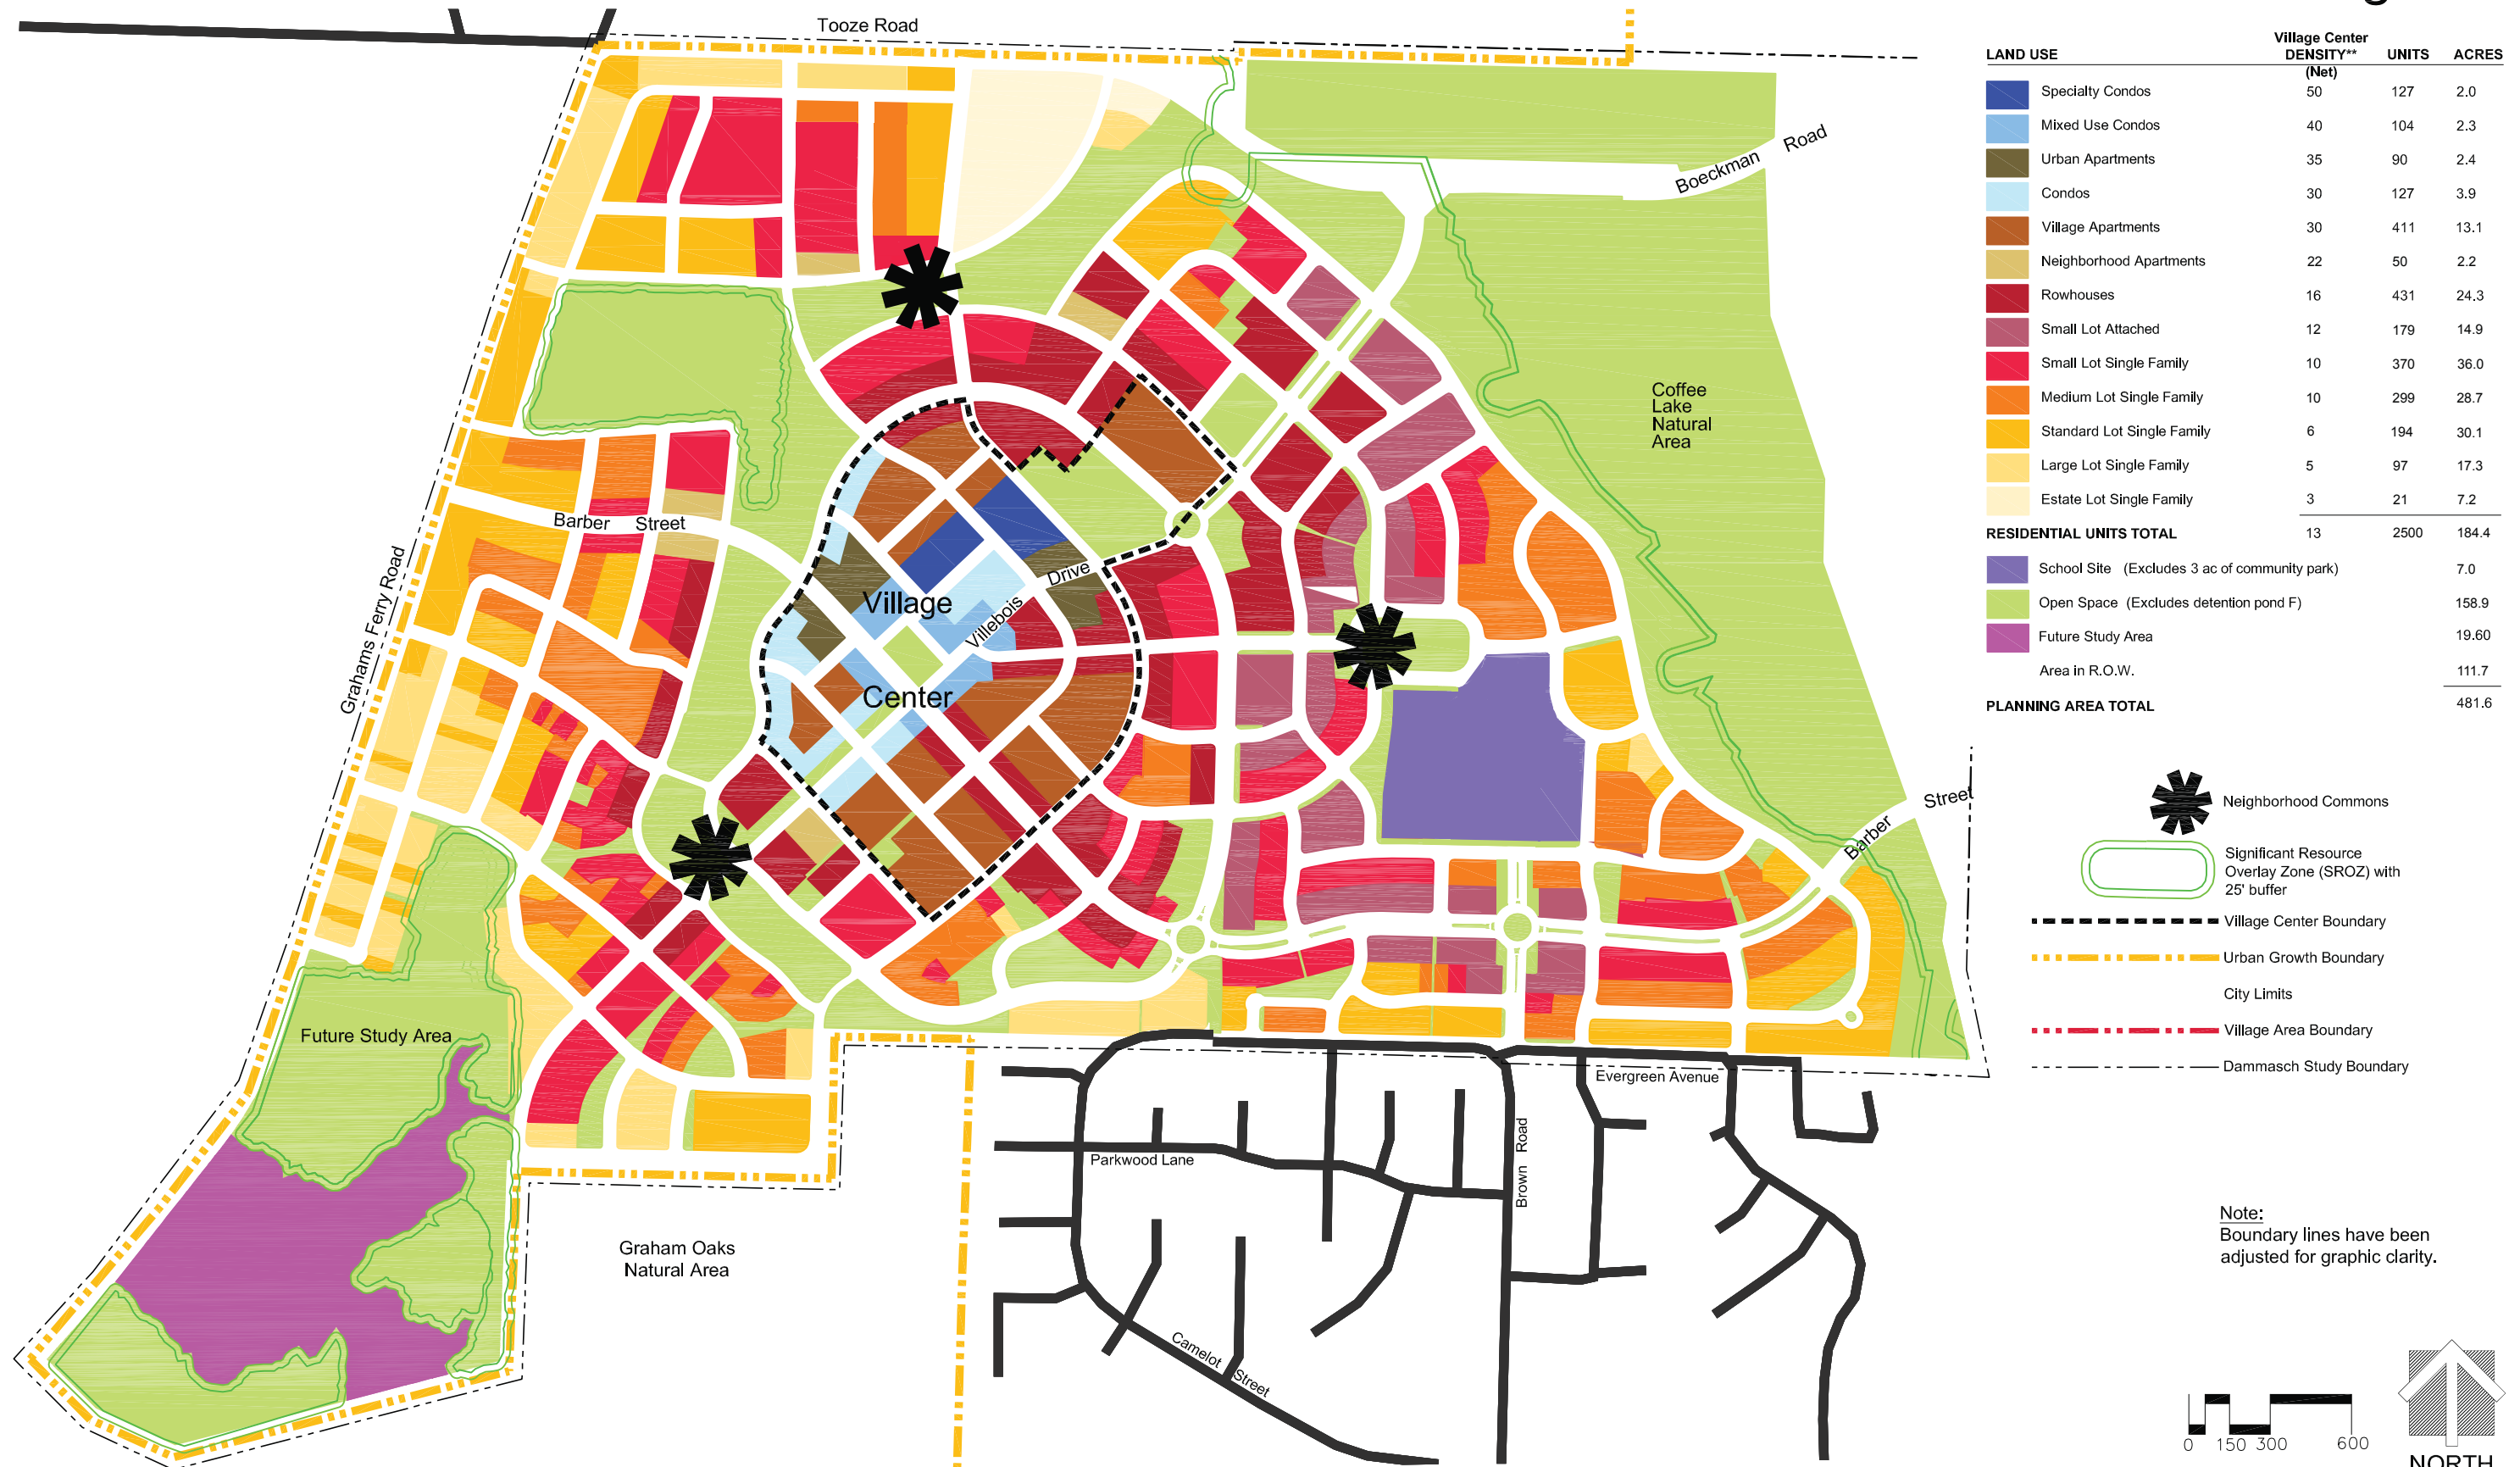 Tooze Road
Boeckman Road
Coffee
Lake
Natural
Area
Barber Street
Grahams Ferry Road
Drive
Villebois
Village
Center
Barber Street
Future Study Area
Evergreen Avenue
Parkwood Lane
Brown Road
Camelot Street
Graham Oaks
Natural Area
Village Center
LAND USE DENSITY** UNITS ACRES
(Net)
Specialty Condos 50 127 2.0
Mixed Use Condos 40 104 2.3
Urban Apartments 35 90 2.4
Condos 30 127 3.9
Village Apartments 30 411 13.1
Neighborhood Apartments 22 50 2.2
Rowhouses 16 431 24.3
Small Lot Attached 12 179 14.9
Small Lot Single Family 10 370 36.0
Medium Lot Single Family 10 299 28.7
Standard Lot Single Family 6 194 30.1
Large Lot Single Family 5 97 17.3
Estate Lot Single Family 3 21 7.2
RESIDENTIAL UNITS TOTAL 13 2500 184.4
School Site (Excludes 3 ac of community park) 7.0
Open Space (Excludes detention pond F) 158.9
Future Study Area 19.60
Area in R.O.W. 111.7
PLANNING AREA TOTAL 481.6
Neighborhood Commons
Significant Resource
Overlay Zone (SROZ) with
25' buffer
Village Center Boundary
Urban Growth Boundary
City Limits
Village Area Boundary
Dammasch Study Boundary
Note:
Boundary lines have been
adjusted for graphic clarity.
0 150 300 600
NORTH